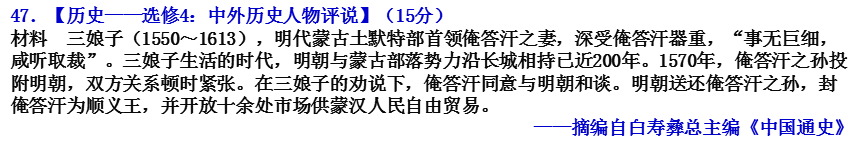 47.【历史——选修4：中外历史人物评说】（15分）
材料　三娘子（1550～1613），明代蒙古土默特部首领俺答汗之妻，深受俺答汗器重，“事无巨细，
咸听取裁”。三娘子生活的时代，明朝与蒙古部落势力沿长城相持已近200年。1570年，俺答汗之孙投
附明朝，双方关系顿时紧张。在三娘子的劝说下，俺答汗同意与明朝和谈。明朝送还俺答汗之孙，封
俺答汗为顺义王，并开放十余处市场供蒙汉人民自由贸易。
——摘编自白寿彝总主编《中国通史》